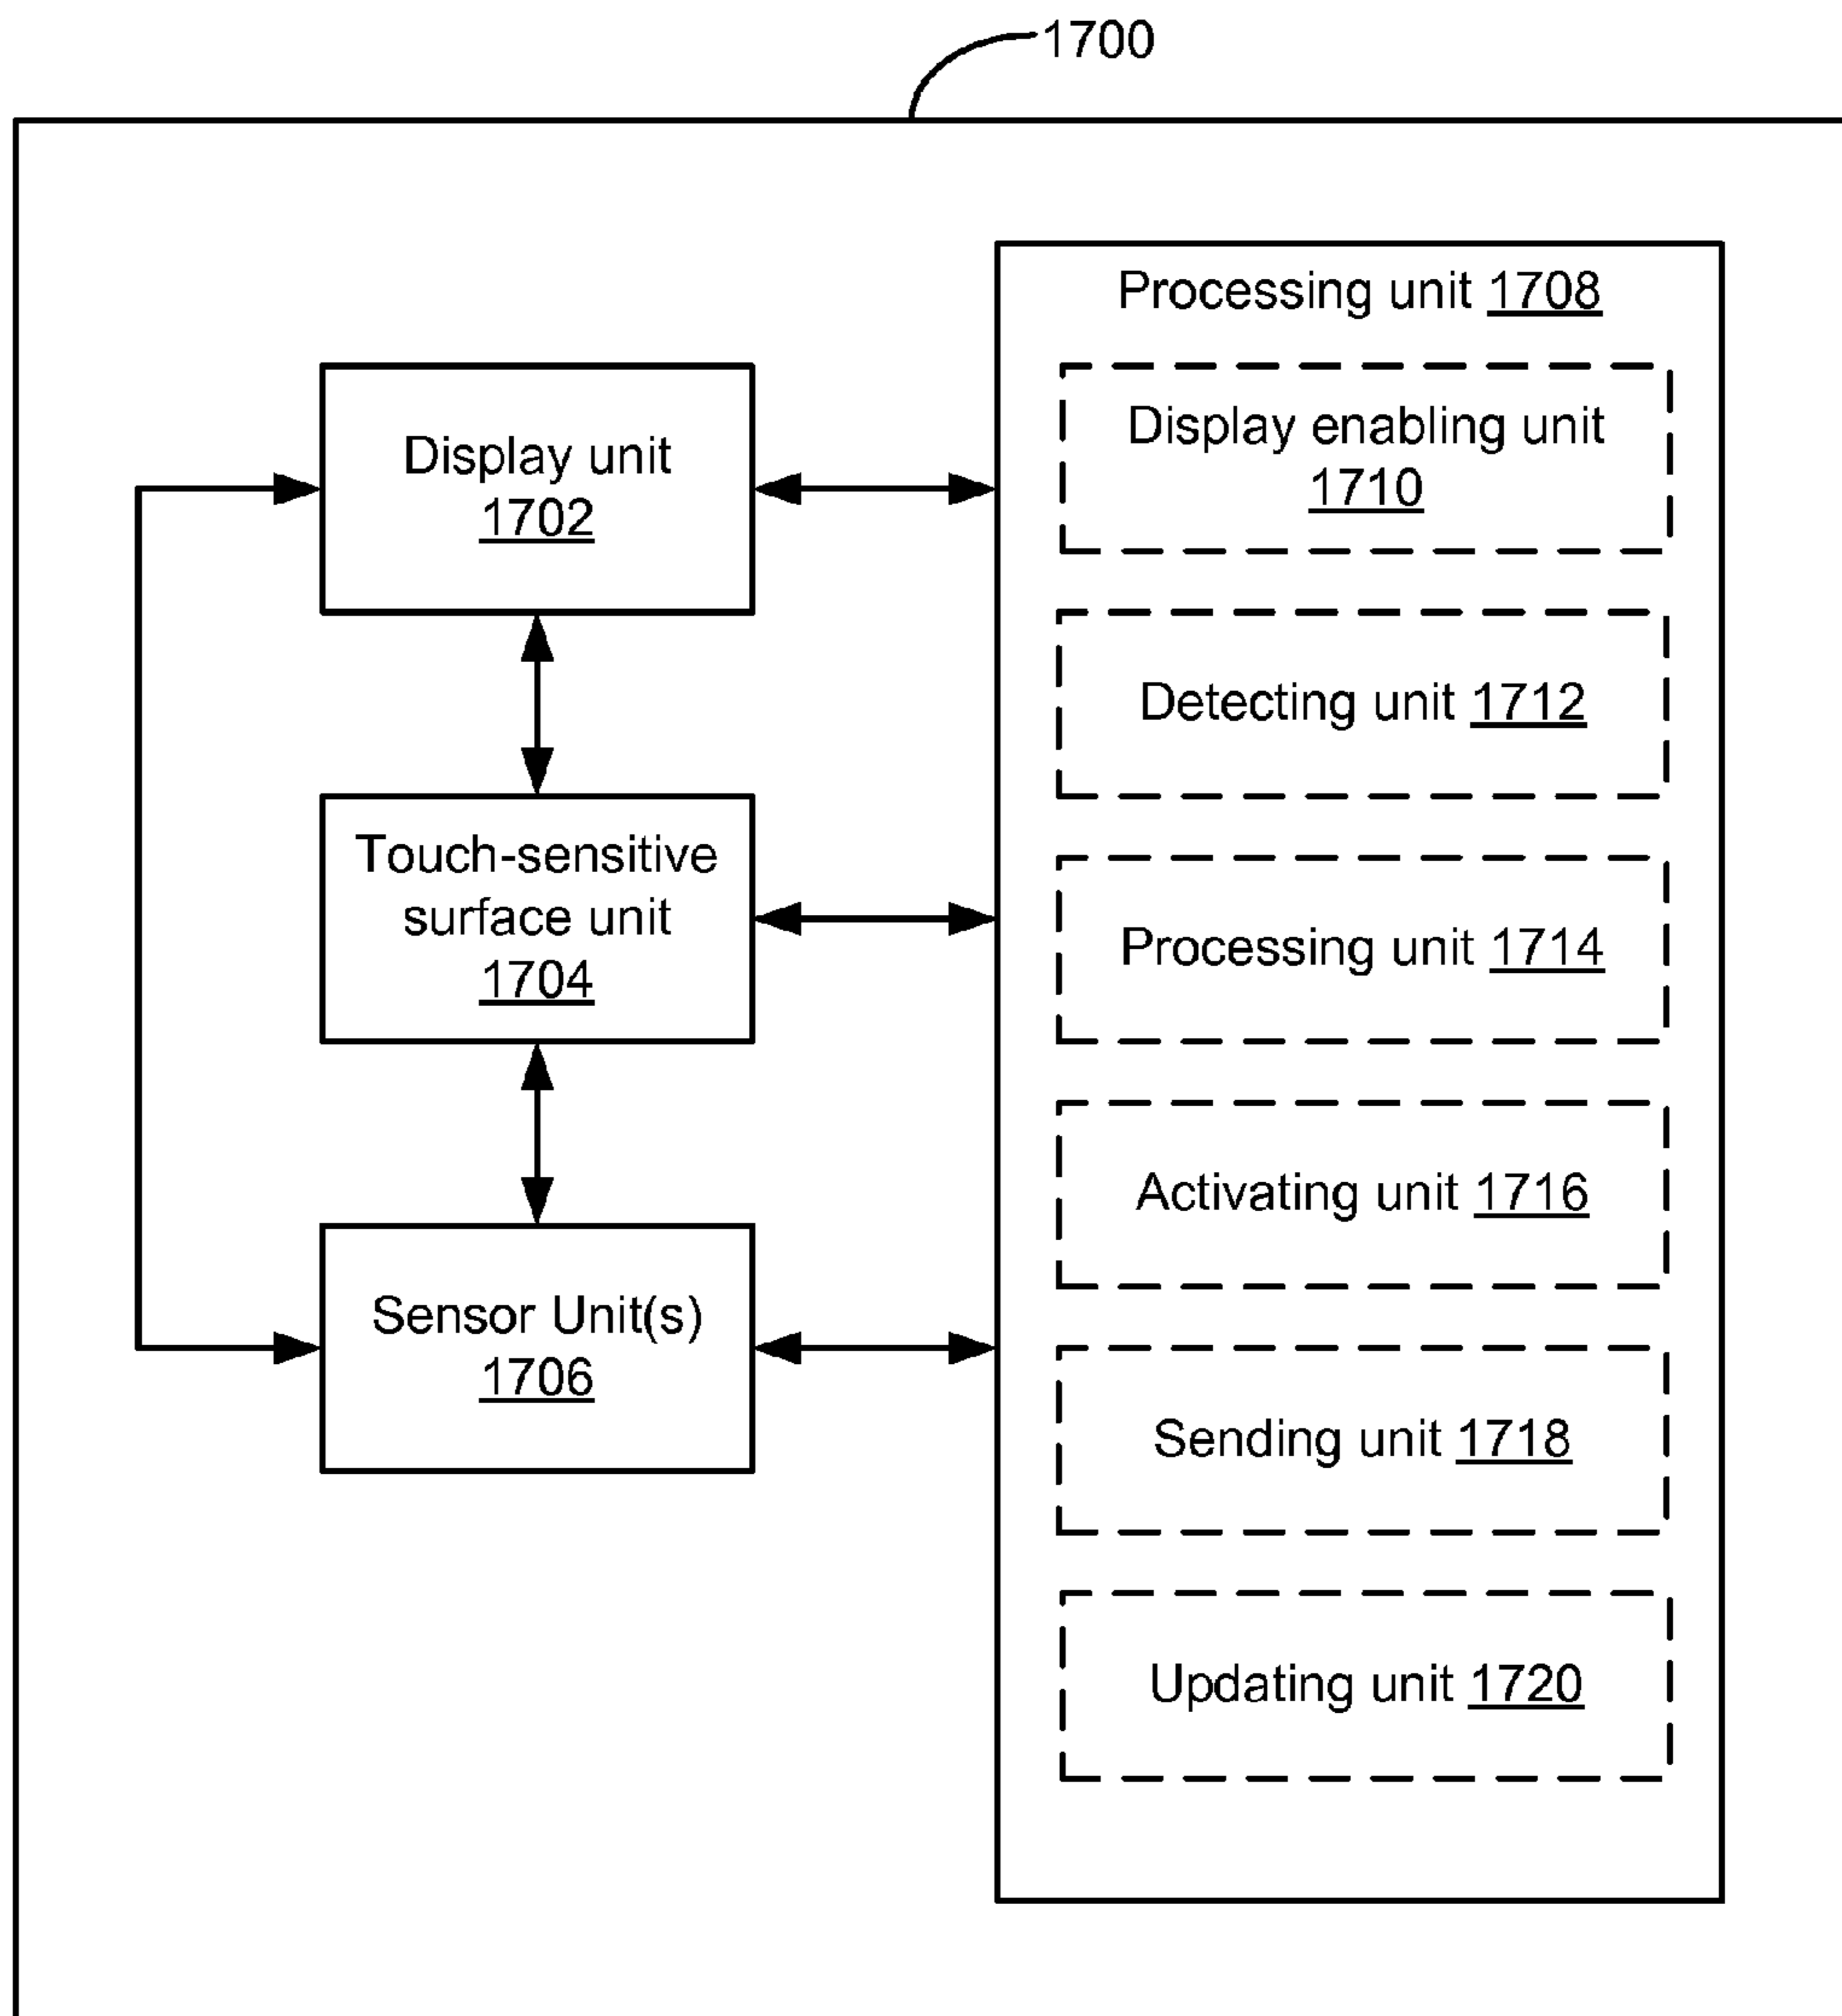 1700
Display unit
1702
Touch-sensitive
surface unit
1704
Sensor Unit(s)
1706
Processing unit 1708
Display enabling unit
1710
Detecting unit 1712
Processing unit 1714
Activating unit 1716
Sending unit 1718
Updating unit 1720